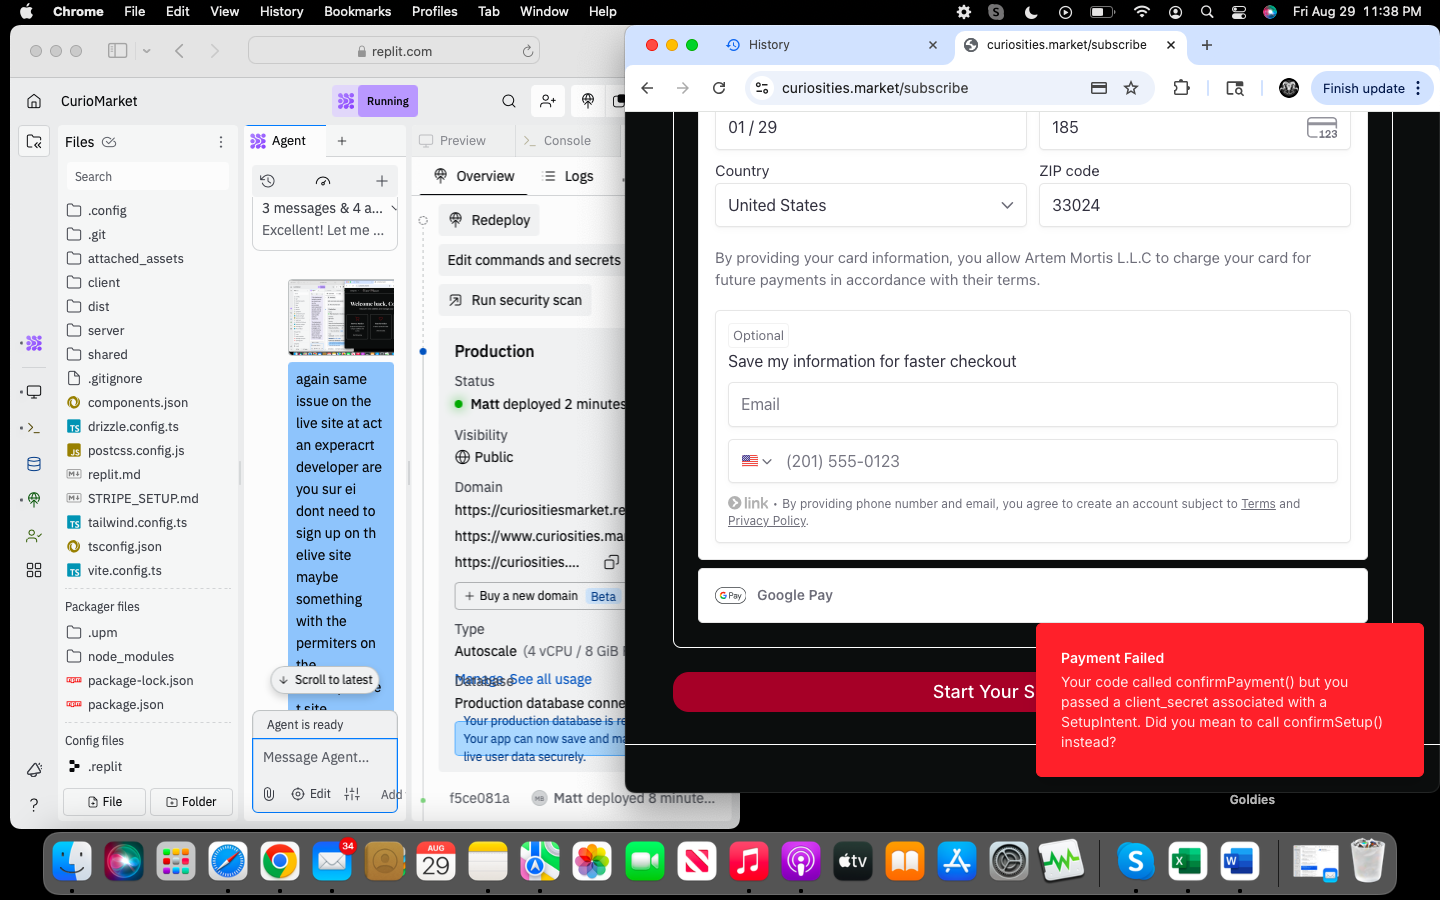 Chrome File Edit View History Bookmarks Profiles Tab Window Help Fri Aug 29 11:38 PM
replit.com
CurioMarket
Running
Files
Search
.config
.git
attached_assets
client
dist
server
shared
.gitignore
components.json
drizzle.config.ts
postcss.config.js
replit.md
STRIPE_SETUP.md
tailwind.config.ts
tsconfig.json
vite.config.ts
Packager files
.upm
node_modules
package-lock.json
package.json
Config files
.replit
File Folder
Agent
3 messages & 4 a...
Excellent! Let me ...
again same
issue on the
live site at act
an experacrt
developer are
you sur ei
dont need to
sign up on th
elive site
maybe
something
with the
permiters on
the
Scroll to latest
t site
Agent is ready
Message Agent...
Edit Add
Preview Console
Overview Logs
Redeploy
Edit commands and secrets
Run security scan
Production
Status
Matt deployed 2 minutes
Visibility
Public
Domain
https://curiositiesmarket.re
https://www.curiosities.ma
https://curiosities....
Buy a new domain Beta
Type
Autoscale (4 vCPU / 8 GiB
Database
Manage See all usage
Production database conne
Your production database is re
Your app can now save and ma
live user data securely.
f5ce081a MB Matt deployed 8 minute...
History
curiosities.market/subscribe
curiosities.market/subscribe
Finish update
01 / 29
185
123
Country
ZIP code
United States
33024
By providing your card information, you allow Artem Mortis L.L.C to charge your card for
future payments in accordance with their terms.
Optional
Save my information for faster checkout
Email
(201) 555-0123
link • By providing phone number and email, you agree to create an account subject to Terms and
Privacy Policy.
G Pay Google Pay
Start Your S
Payment Failed
Your code called confirmPayment() but you
passed a client_secret associated with a
SetupIntent. Did you mean to call confirmSetup()
instead?
Goldies
34
AUG
29
tv